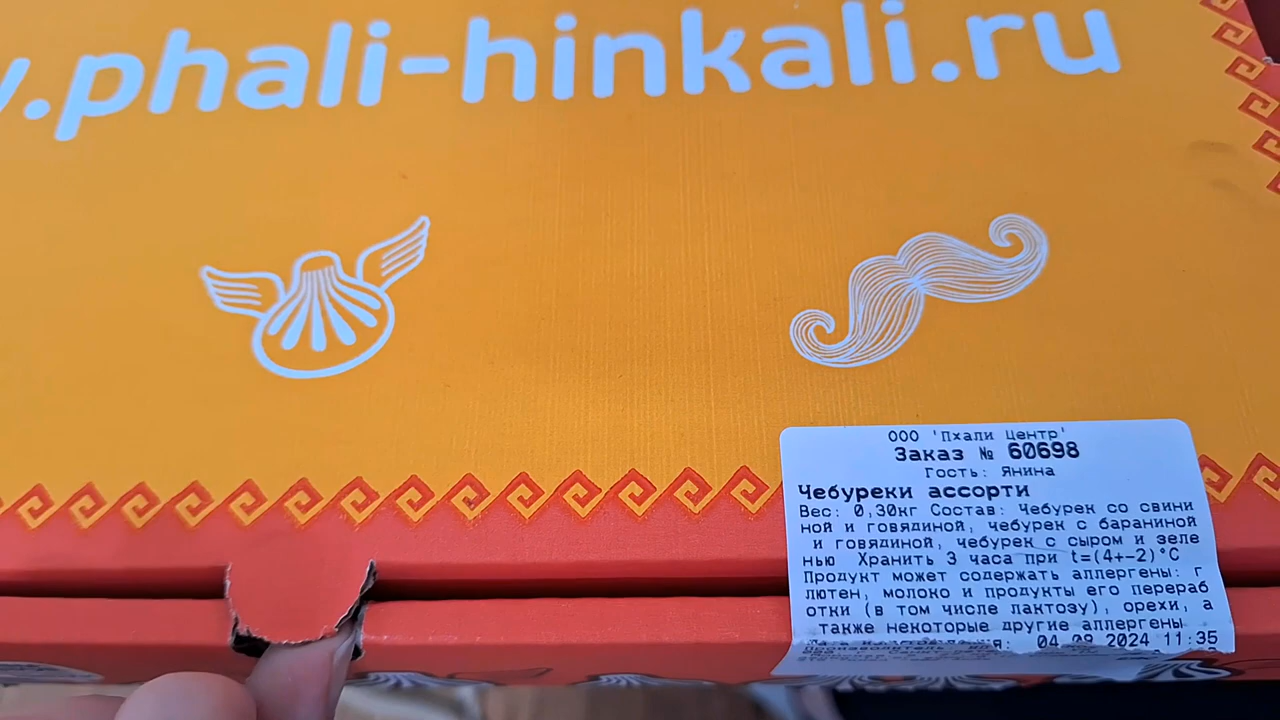 .phali-hinkali.ru
ООО 'Пхали Центр'
Заказ № 60698
Гость: Янина
Чебуреки ассорти
Вес: 0,30кг Состав: Чебурек со свини
ной и говядиной, чебурек с бараниной
и говядиной, чебурек с сыром и зеле
нью Хранить 3 часа при t=(4+-2)°C
Продукт может содержать аллергены: г
лютен, молоко и продукты его перераб
отки (в том числе лактозу), орехи, а
также некоторые другие аллергены
04.09.2024 11:35